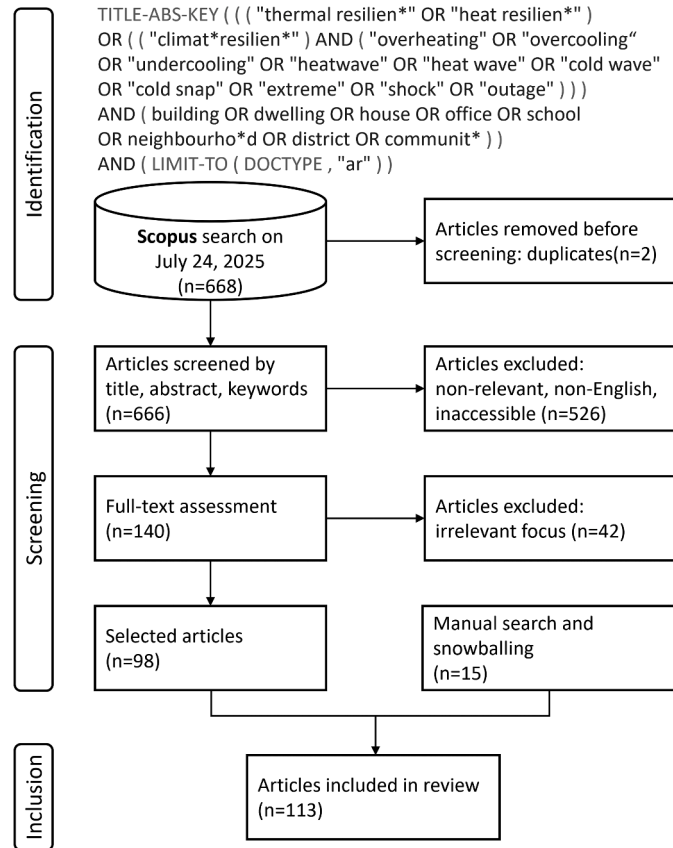 TITLE-ABS-KEY ( ( ( "thermal resilien*" OR "heat resilien*" )
OR ( ( "climat*resilien*" ) AND ( "overheating" OR "overcooling“
OR "undercooling" OR "heatwave" OR "heat wave" OR "cold wave"
OR "cold snap" OR "extreme" OR "shock" OR "outage" ) ) )
AND ( building OR dwelling OR house OR office OR school
OR neighbourho*d OR district OR communit* ) )
AND ( LIMIT-TO ( DOCTYPE , "ar" ) )
Identification
Scopus search on
July 24, 2025
(n=668)
Articles removed before
screening: duplicates(n=2)
Screening
Articles screened by
title, abstract, keywords
(n=666)
Articles excluded:
non-relevant, non-English,
inaccessible (n=526)
Full-text assessment
(n=140)
Articles excluded:
irrelevant focus (n=42)
Selected articles
(n=98)
Manual search and
snowballing
(n=15)
Inclusion
Articles included in review
(n=113)